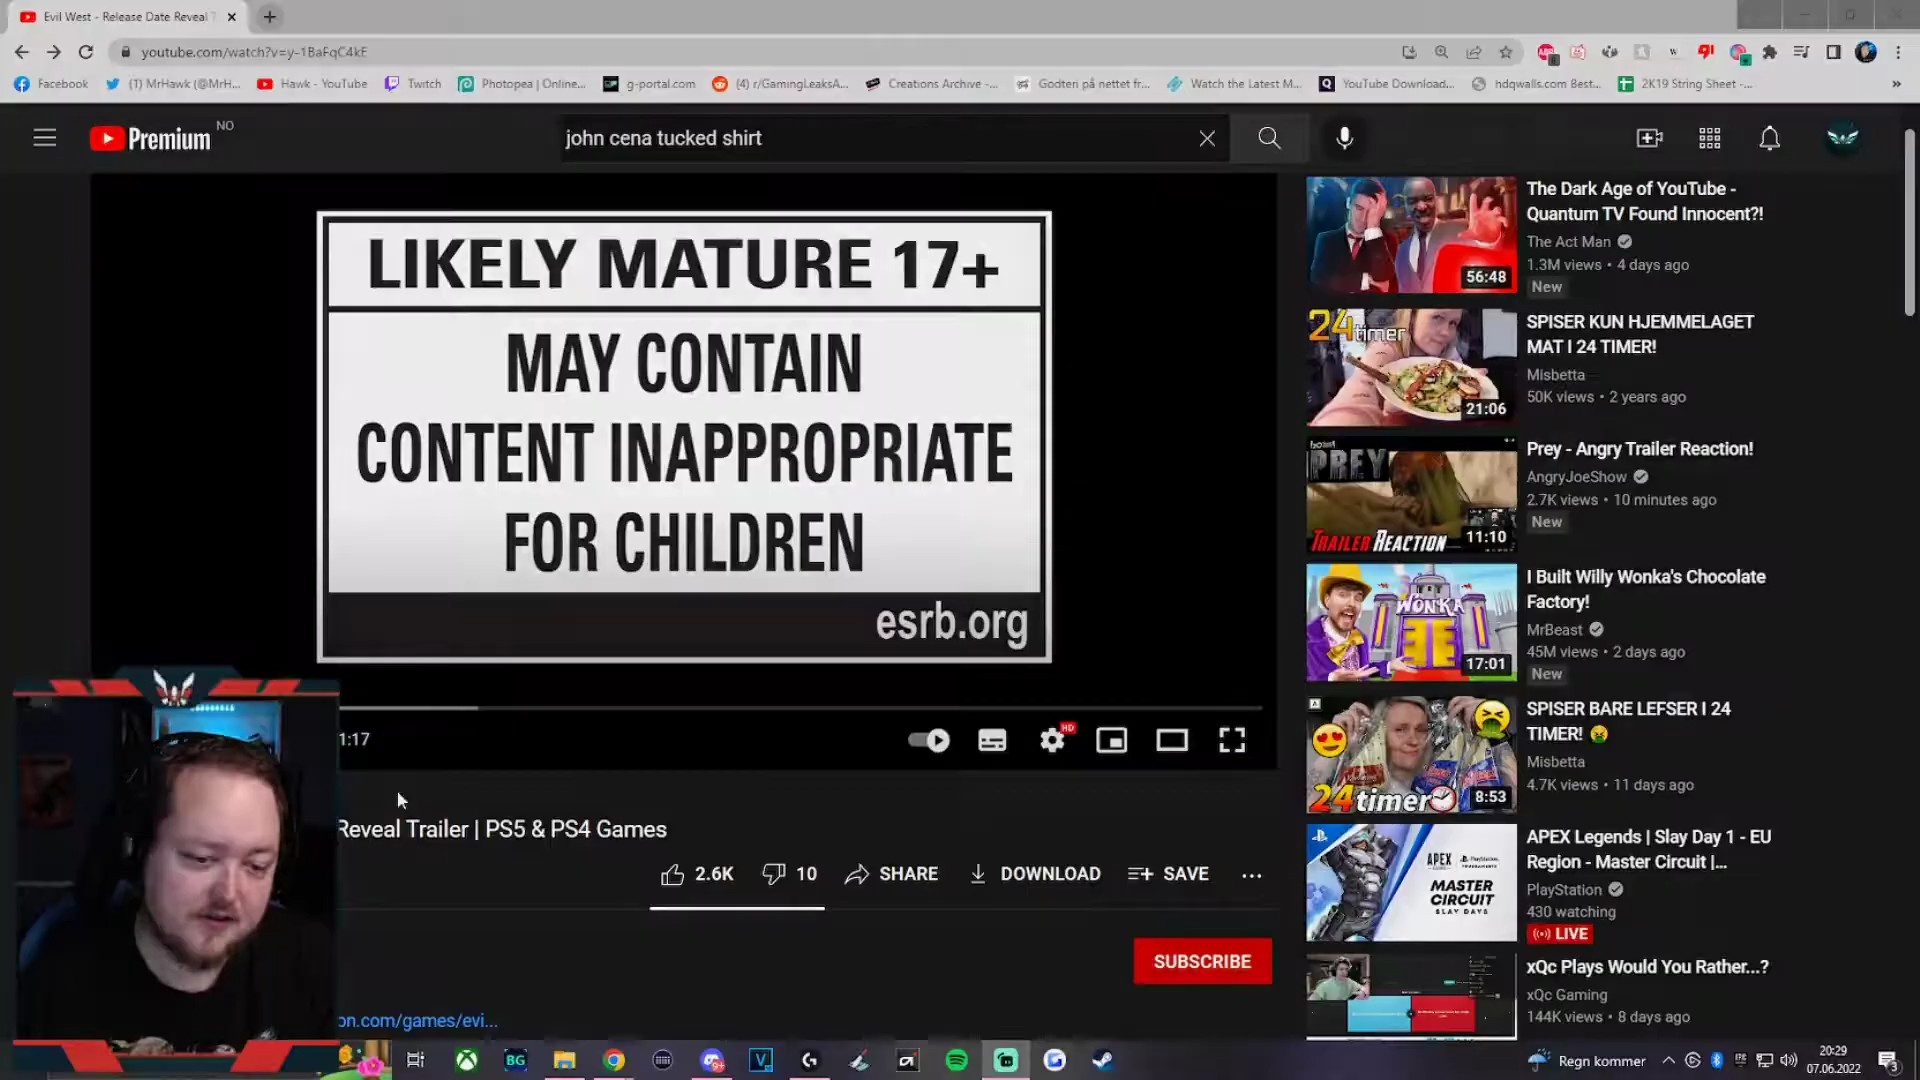 Evil West - Release Date Reveal T
youtube.com/watch?v=y-1BaFqC4kE
Facebook
(1) MrHawk (@MrH...
Hawk - YouTube
Twitch
Photopea | Online...
g-portal.com
(4) r/GamingLeaksA...
Creations Archive -...
Godten på nettet fr...
Watch the Latest M...
YouTube Download...
hdqwalls.com Best...
2K19 String Sheet -...
»
Premium
NO
john cena tucked shirt
LIKELY MATURE 17+
MAY CONTAIN
CONTENT INAPPROPRIATE
FOR CHILDREN
esrb.org
1:17
HD
Reveal Trailer | PS5 & PS4 Games
2.6K
10
SHARE
DOWNLOAD
SAVE
SUBSCRIBE
on.com/games/evi...
56:48
The Dark Age of YouTube -
Quantum TV Found Innocent?!
The Act Man
1.3M views • 4 days ago
New
24timer
21:06
SPISER KUN HJEMMELAGET
MAT I 24 TIMER!
Misbetta
50K views • 2 years ago
PREY
TRAILER REACTION
11:10
Prey - Angry Trailer Reaction!
AngryJoeShow
2.7K views • 10 minutes ago
New
WONKA
17:01
I Built Willy Wonka's Chocolate
Factory!
MrBeast
45M views • 2 days ago
New
24timer
8:53
SPISER BARE LEFSER I 24
TIMER! 🤮
Misbetta
4.7K views • 11 days ago
APEX
MASTER
CIRCUIT
SLAY DAYS
APEX Legends | Slay Day 1 - EU
Region - Master Circuit |...
PlayStation
430 watching
LIVE
xQc Plays Would You Rather...?
xQc Gaming
144K views • 8 days ago
BG
9+
Regn kommer
20:29
07.06.2022
3